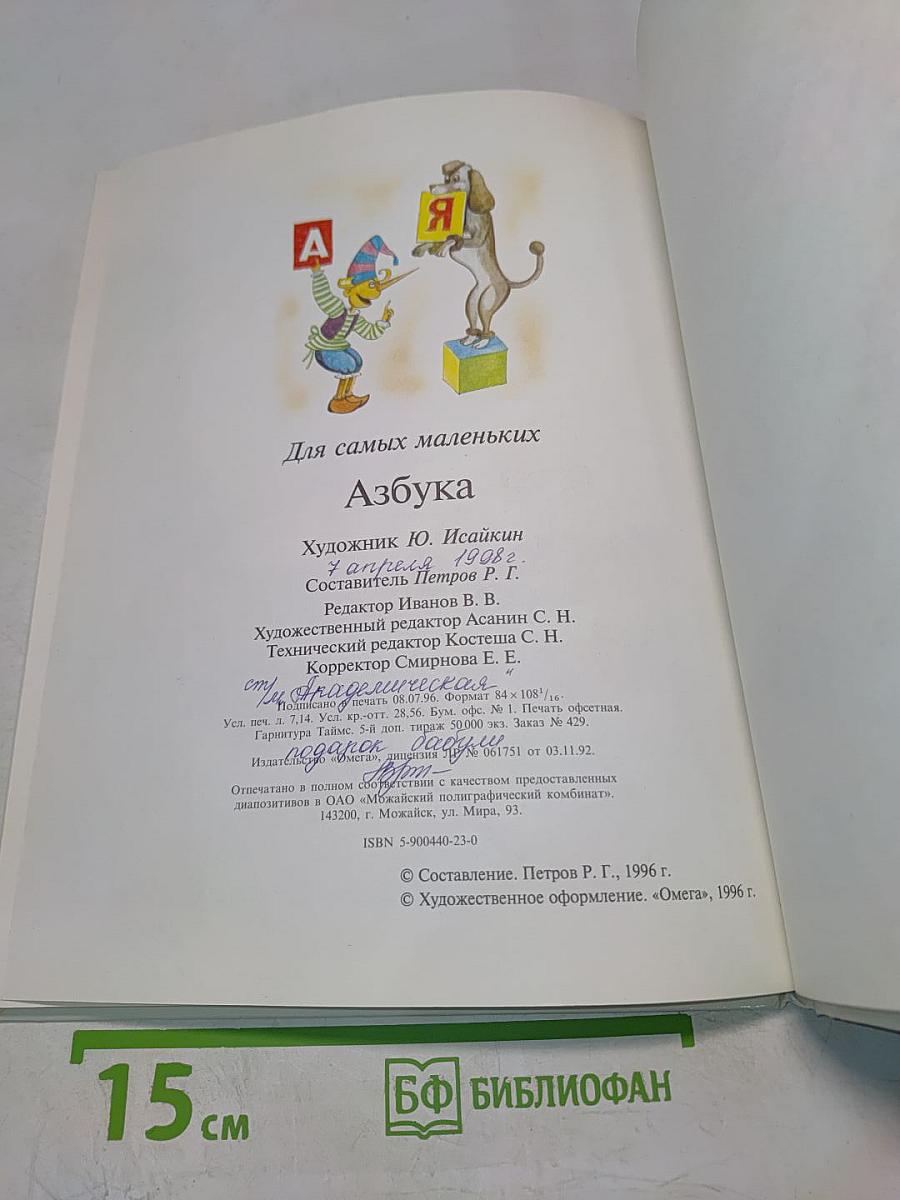 А
Я
Для самых маленьких
Азбука
Художник Ю. Исайкин
7 апреля 1998 г.
Составитель Петров Р. Г.
Редактор Иванов В. В.
Художественный редактор Асанин С. Н.
Технический редактор Костеша С. Н.
Корректор Смирнова Е. Е.
ст/м „Академическая“
Подписано в печать 08.07.96. Формат 84 × 108¹/₁₆.
Усл. печ. л. 7,14. Усл. кр.-отт. 28,56. Бум. офс. № 1. Печать офсетная.
Гарнитура Таймс. 5-й доп. тираж 50 000 экз. Заказ № 429.
подарок бабули
Издательство «Омега», лицензия ЛР № 061751 от 03.11.92.
Отпечатано в полном соответствии с качеством предоставленных
диапозитивов в ОАО «Можайский полиграфический комбинат».
143200, г. Можайск, ул. Мира, 93.
ISBN 5-900440-23-0
© Составление. Петров Р. Г., 1996 г.
© Художественное оформление. «Омега», 1996 г.
15 см
БФ БИБЛИОФАН